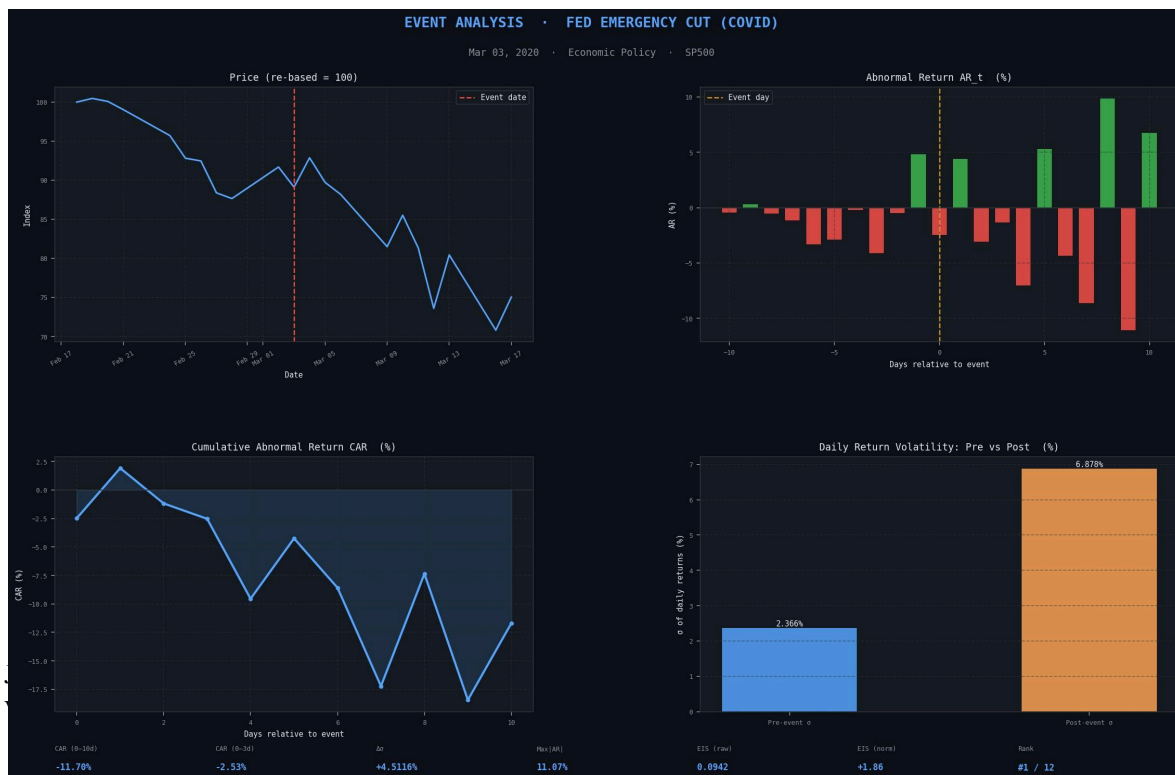 EVENT ANALYSIS · FED EMERGENCY CUT (COVID)
Mar 03, 2020 · Economic Policy · SP500
Price (re-based = 100)
Event date
100
95
90
85
80
75
70
Index
Feb 17
Feb 21
Feb 25
Feb 29
Mar 01
Mar 05
Mar 09
Mar 13
Mar 17
Date
Abnormal Return AR_t (%)
Event day
10
5
0
−5
−10
AR (%)
−10
−5
0
5
10
Days relative to event
Cumulative Abnormal Return CAR (%)
2.5
0.0
−2.5
−5.0
−7.5
−10.0
−12.5
−15.0
−17.5
CAR (%)
0
2
4
6
8
10
Days relative to event
Daily Return Volatility: Pre vs Post (%)
7
6
5
4
3
2
1
0
σ of daily returns (%)
2.366%
6.878%
Pre-event σ
Post-event σ
CAR (0–10d)
CAR (0–3d)
Δσ
Max|AR|
EIS (raw)
EIS (norm)
Rank
-11.70%
-2.53%
+4.5116%
11.07%
0.0942
+1.86
#1 / 12